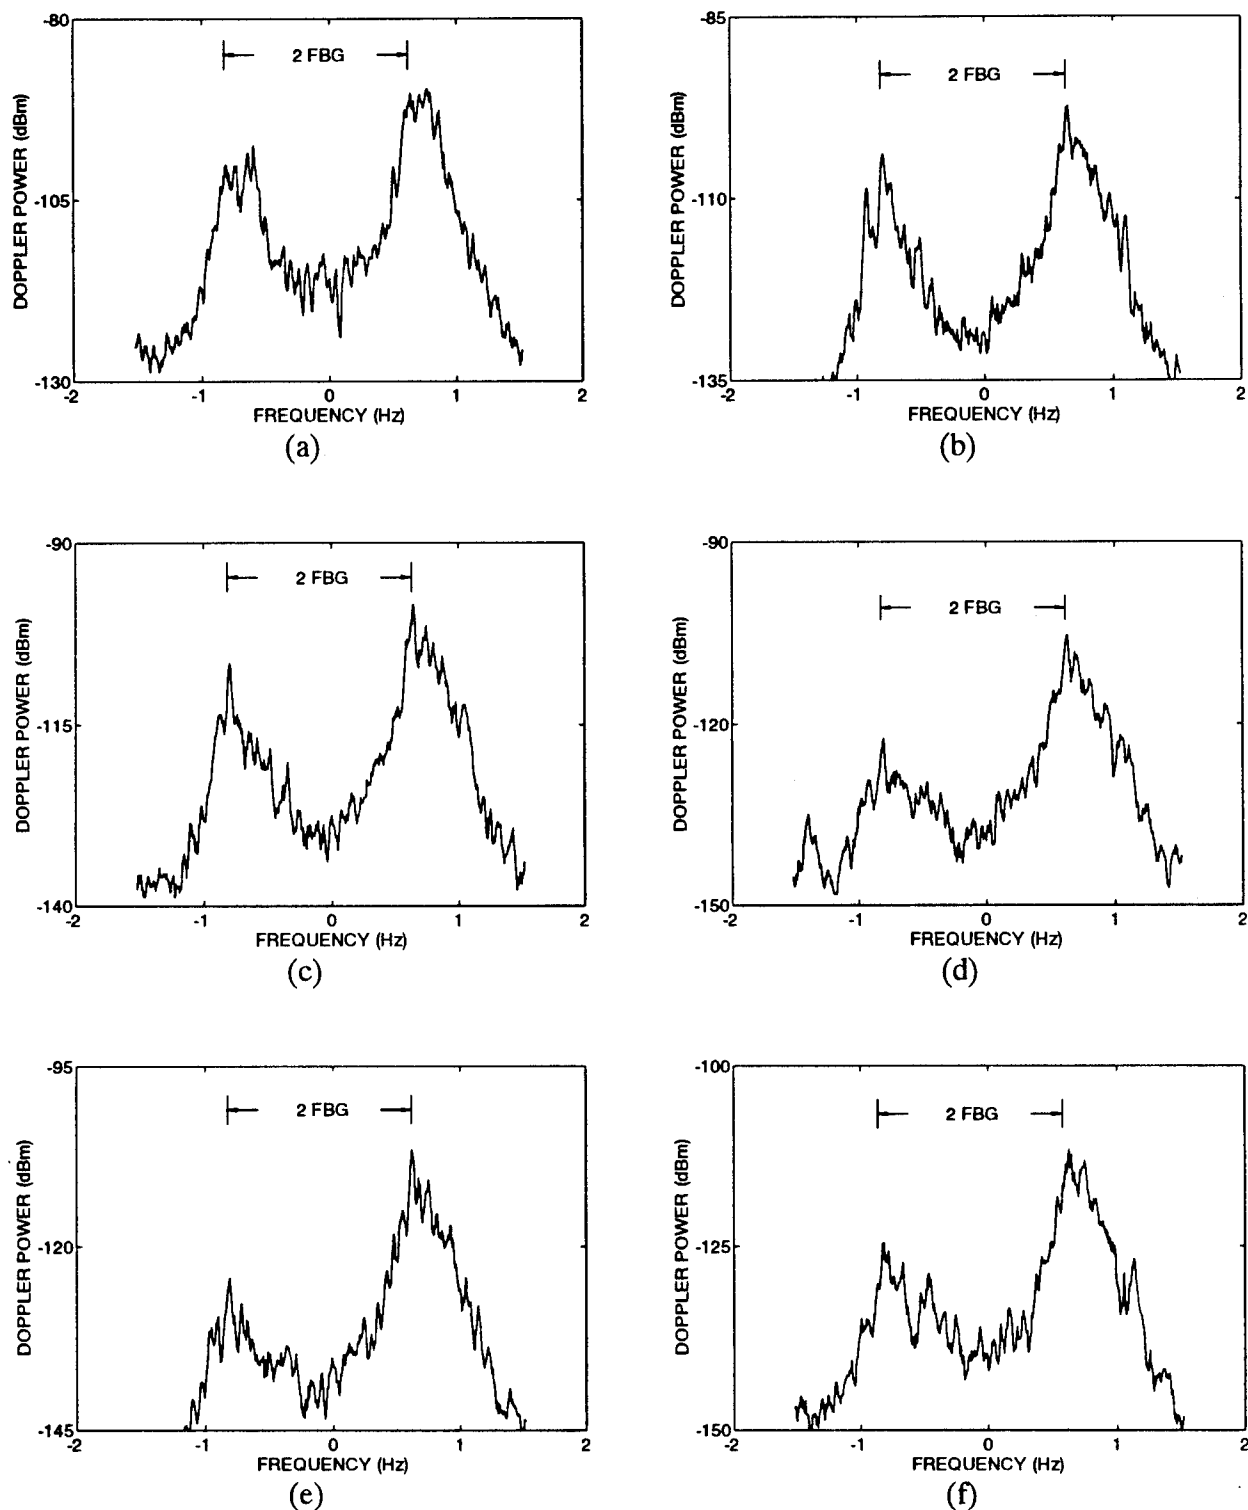 -80
2 FBG
DOPPLER POWER (dBm)
-105
-130
-2
-1
0
1
2
FREQUENCY (Hz)
(a)
-85
2 FBG
DOPPLER POWER (dBm)
-110
-135
-2
-1
0
1
2
FREQUENCY (Hz)
(b)
-90
2 FBG
DOPPLER POWER (dBm)
-115
-140
-2
-1
0
1
2
FREQUENCY (Hz)
(c)
-90
2 FBG
DOPPLER POWER (dBm)
-120
-150
-2
-1
0
1
2
FREQUENCY (Hz)
(d)
-95
2 FBG
DOPPLER POWER (dBm)
-120
-145
-2
-1
0
1
2
FREQUENCY (Hz)
(e)
-100
2 FBG
DOPPLER POWER (dBm)
-125
-150
-2
-1
0
1
2
FREQUENCY (Hz)
(f)